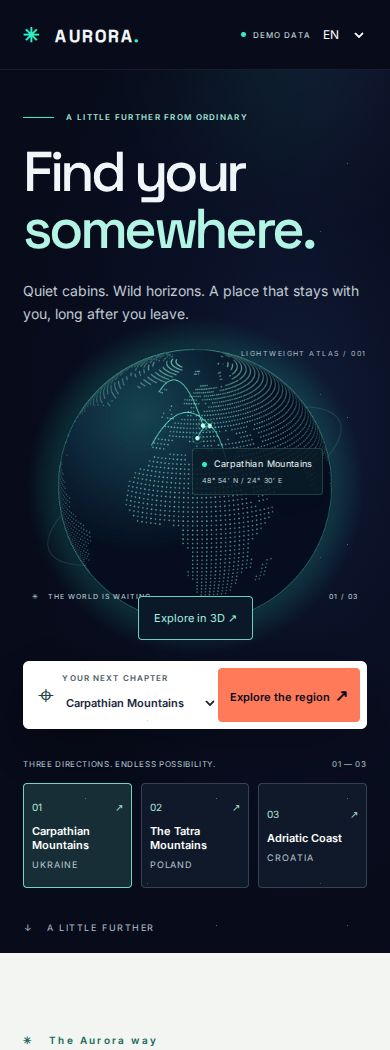 ✳ AURORA.
DEMO DATA
EN
A LITTLE FURTHER FROM ORDINARY
Find your
somewhere.
Quiet cabins. Wild horizons. A place that stays with
you, long after you leave.
LIGHTWEIGHT ATLAS / 001
Carpathian Mountains
48° 54' N / 24° 30' E
✳ THE WORLD IS WAITING
01 / 03
Explore in 3D ↗
YOUR NEXT CHAPTER
Carpathian Mountains
Explore the region ↗
THREE DIRECTIONS. ENDLESS POSSIBILITY.
01 — 03
01 ↗
Carpathian
Mountains
UKRAINE
02 ↗
The Tatra
Mountains
POLAND
03 ↗
Adriatic Coast
CROATIA
↓ A LITTLE FURTHER
✳ The Aurora way